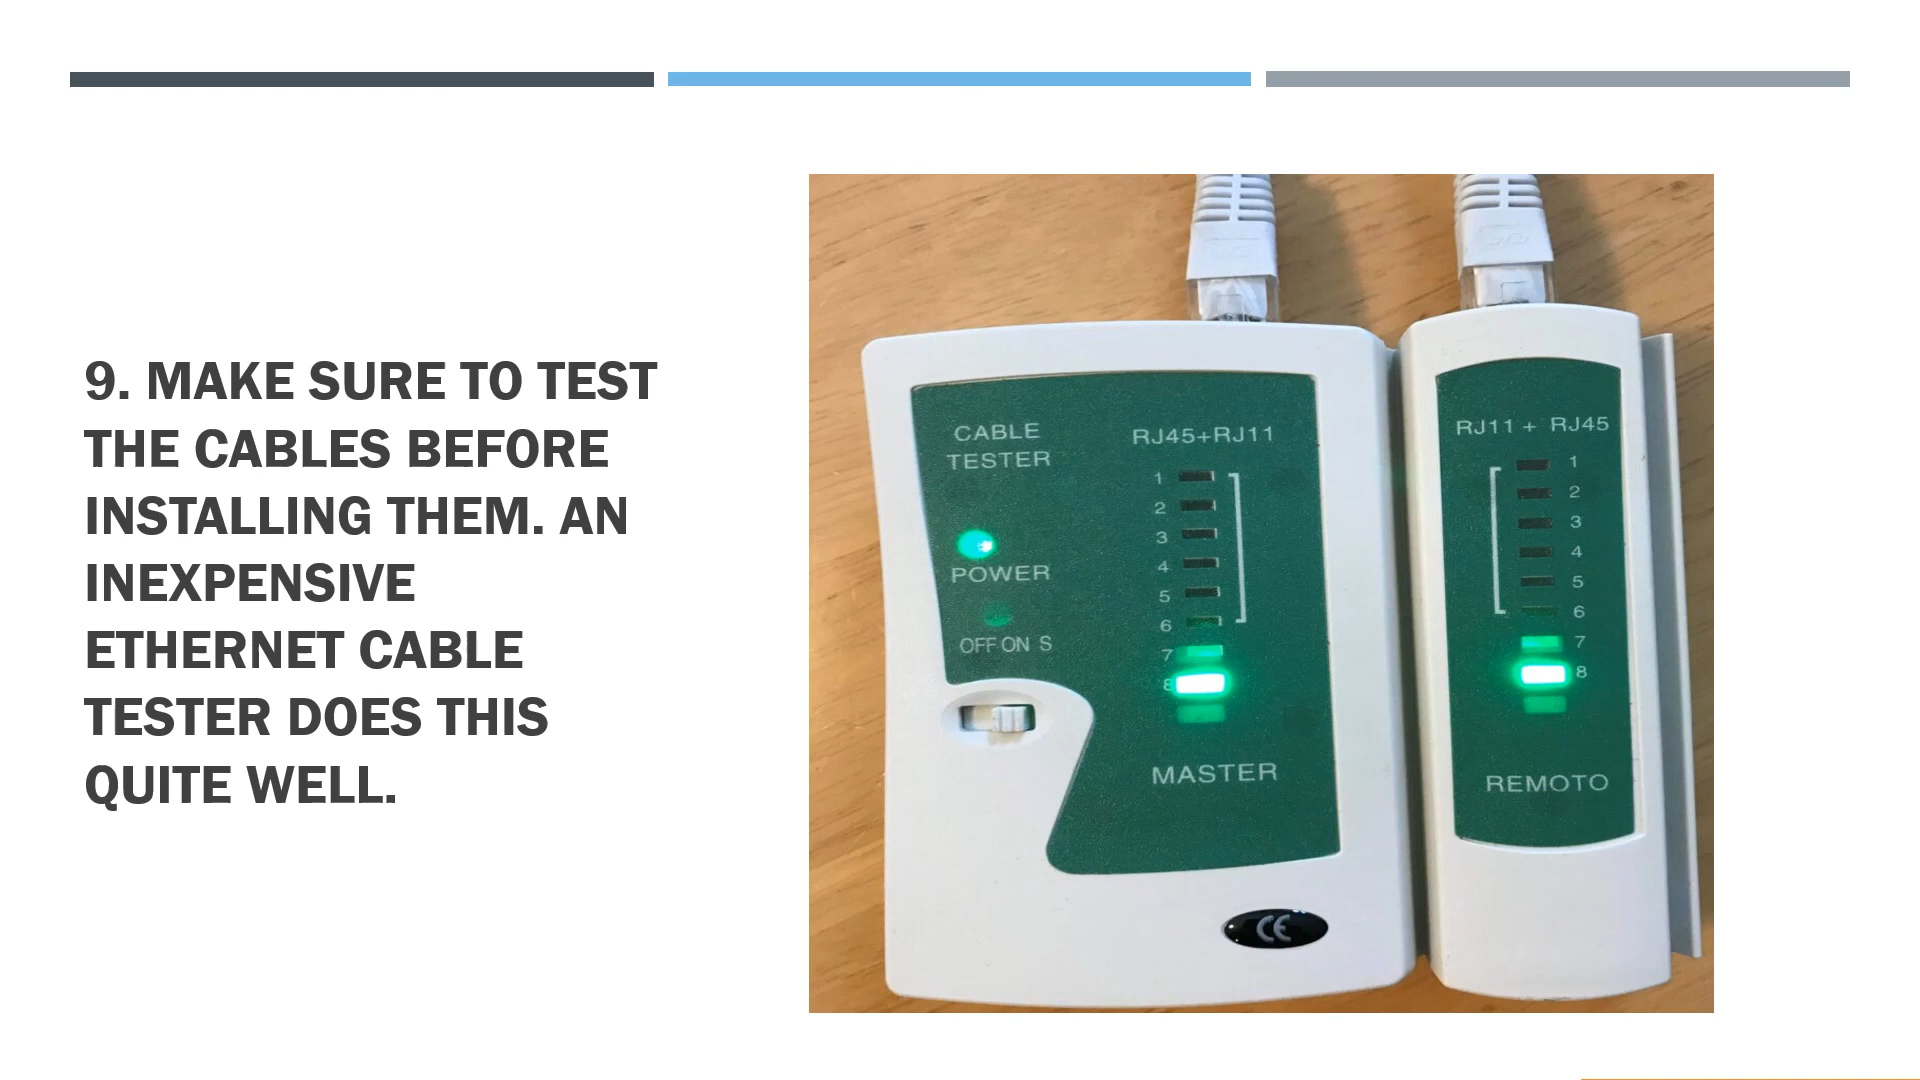 9. MAKE SURE TO TEST
THE CABLES BEFORE
INSTALLING THEM. AN
INEXPENSIVE
ETHERNET CABLE
TESTER DOES THIS
QUITE WELL.
CABLE
TESTER
POWER
OFF ON S
RJ45+RJ11
1
2
3
4
5
6
7
8
MASTER
CE
RJ11 + RJ45
1
2
3
4
5
6
7
8
REMOTO